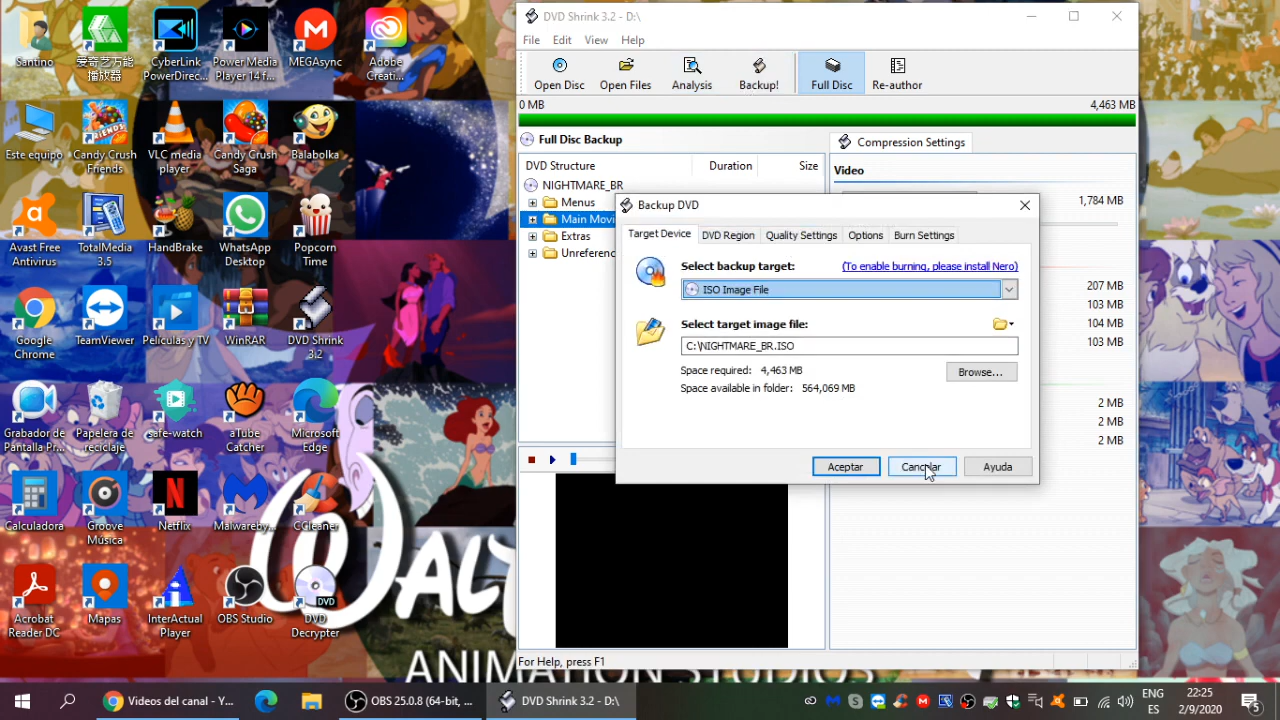 Santino
爱奇艺万能
播放器
CyberLink
PowerDirec...
Power Media
Player 14 f...
MEGAsync
Adobe
Creati...
Este equipo
Candy Crush
Friends
VLC media
player
Candy Crush
Saga
Balabolka
Avast Free
Antivirus
TotalMedia
3.5
HandBrake
WhatsApp
Desktop
Popcorn
Time
Google
Chrome
TeamViewer
Películas y TV
WinRAR
DVD Shrink
3.2
Grabador de
Pantalla Pr...
Papelera de
reciclaje
safe-watch
aTube
Catcher
Microsoft
Edge
Calculadora
Groove
Música
Netflix
Malwareby...
CCleaner
Acrobat
Reader DC
Mapas
InterActual
Player
OBS Studio
DVD
DVD
Decrypter
WAL
ANIMATION STUDIOS
DVD Shrink 3.2 - D:\
File Edit View Help
Open Disc Open Files Analysis Backup! Full Disc Re-author
0 MB 4,463 MB
Full Disc Backup
Compression Settings
DVD Structure Duration Size
Video
NIGHTMARE_BR
Menus
Main Movi
Extras
Unreferenc
1,784 MB
207 MB
103 MB
104 MB
103 MB
2 MB
2 MB
2 MB
Backup DVD
Target Device DVD Region Quality Settings Options Burn Settings
Select backup target: (To enable burning, please install Nero)
ISO Image File
Select target image file:
C:\NIGHTMARE_BR.ISO
Space required: 4,463 MB
Browse...
Space available in folder: 564,069 MB
Aceptar Cancelar Ayuda
For Help, press F1
Videos del canal - Y...
OBS 25.0.8 (64-bit, ...
DVD Shrink 3.2 - D:\
ENG
ES
22:25
2/9/2020
5